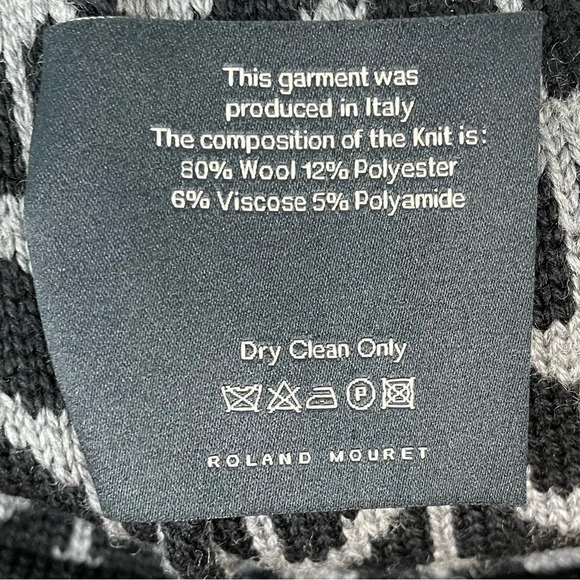 This garment was
produced in Italy
The composition of the Knit is:
80% Wool 12% Polyester
6% Viscose 5% Polyamide
Dry Clean Only
P
ROLAND MOURET